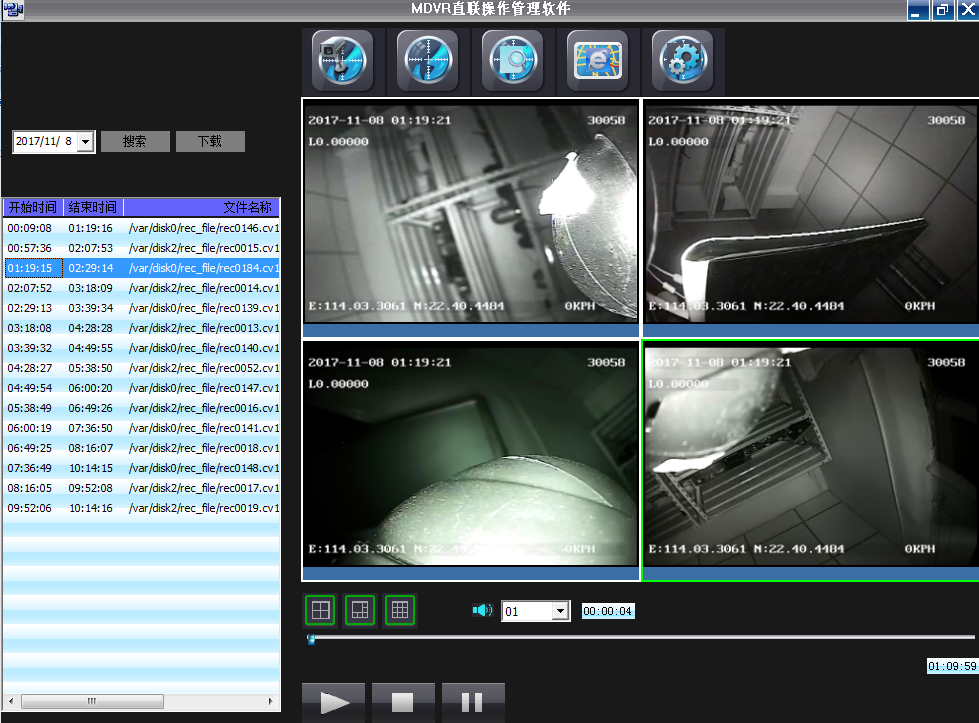 MDVR直联操作管理软件
2017/11/ 8 搜索 下载
开始时间 结束时间 文件名称
00:09:08 01:19:16 /var/disk0/rec_file/rec0146.cv1
00:57:36 02:07:53 /var/disk2/rec_file/rec0015.cv1
01:19:15 02:29:14 /var/disk0/rec_file/rec0184.cv1
02:07:52 03:18:09 /var/disk2/rec_file/rec0014.cv1
02:29:13 03:39:34 /var/disk0/rec_file/rec0139.cv1
03:18:08 04:28:28 /var/disk2/rec_file/rec0013.cv1
03:39:32 04:49:55 /var/disk0/rec_file/rec0140.cv1
04:28:27 05:38:50 /var/disk2/rec_file/rec0052.cv1
04:49:54 06:00:20 /var/disk0/rec_file/rec0147.cv1
05:38:49 06:49:26 /var/disk2/rec_file/rec0016.cv1
06:00:19 07:36:50 /var/disk0/rec_file/rec0141.cv1
06:49:25 08:16:07 /var/disk2/rec_file/rec0018.cv1
07:36:49 10:14:15 /var/disk0/rec_file/rec0148.cv1
08:16:05 09:52:08 /var/disk2/rec_file/rec0017.cv1
09:52:06 10:14:16 /var/disk2/rec_file/rec0019.cv1
2017-11-08 01:19:21 30058
L0.00000
E:114.03.3061 N:22.40.4484 0KPH
2017-11-08 01:19:21 30058
L0.00000
E:114.03.3061 N:22.40.4484 0KPH
2017-11-08 01:19:21 30058
L0.00000
E:114.03.3061 N:22.40.4484 0KPH
2017-11-08 01:19:21 30058
L0.00000
E:114.03.3061 N:22.40.4484 0KPH
01 00:00:04
01:09:59